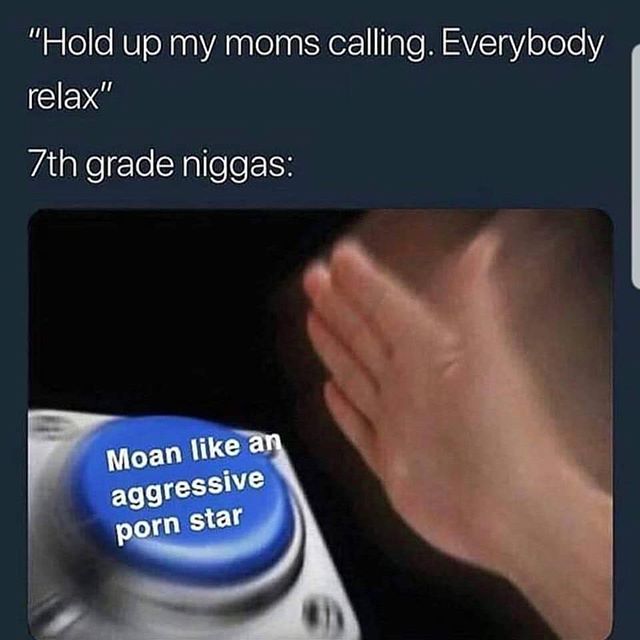 "Hold up my moms calling. Everybody
relax"
7th grade niggas:
Moan like an
aggressive
porn star